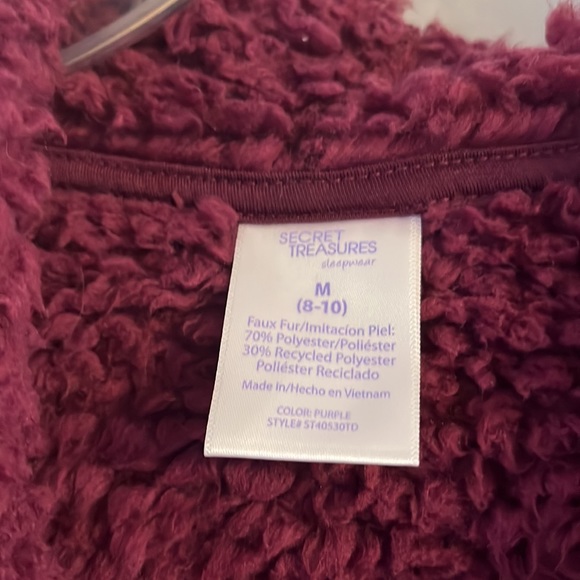 SECRET
TREASURES
sleepwear
M
(8-10)
Faux Fur/Imitacíon Piel:
70% Polyester/Poliéster
30% Recycled Polyester
Poliéster Reciclado
Made in/Hecho en Vietnam
COLOR: PURPLE
STYLE# ST40530TD